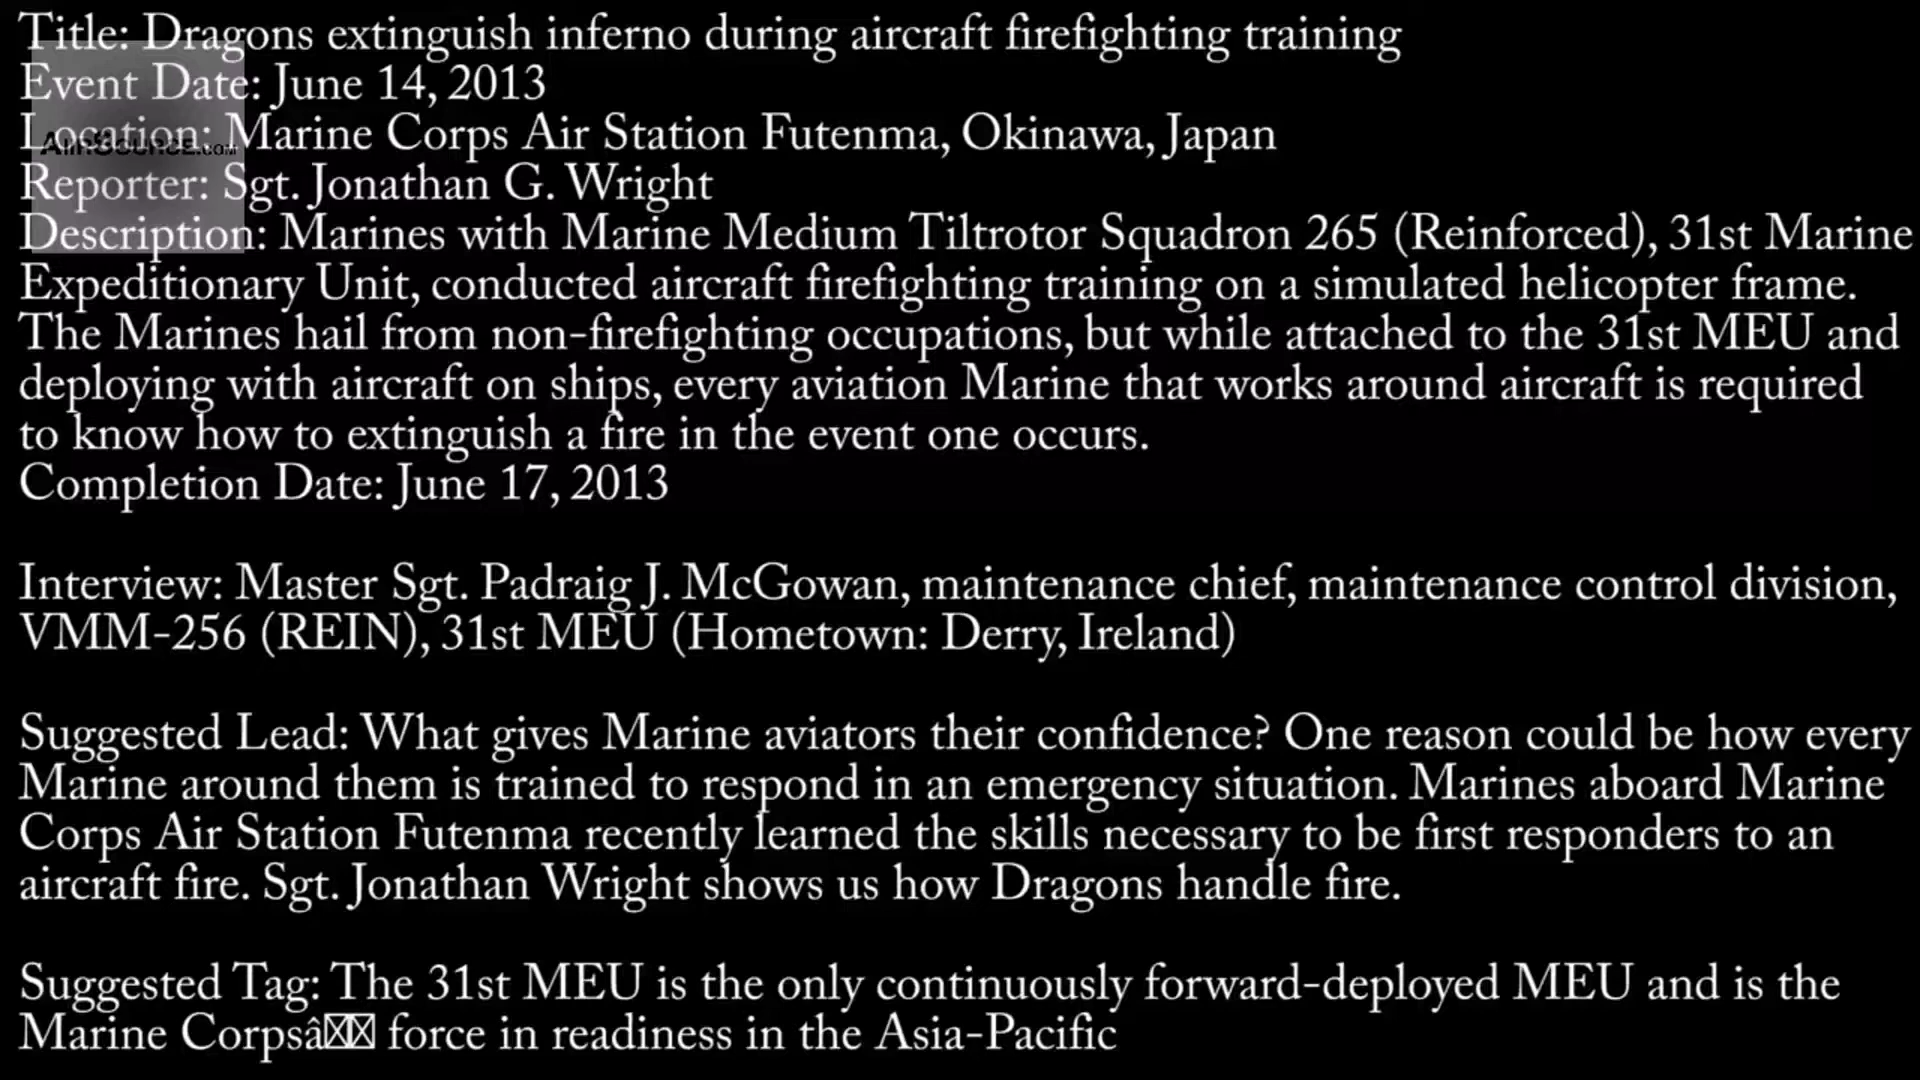 Title: Dragons extinguish inferno during aircraft firefighting training
Event Date: June 14, 2013
Location: Marine Corps Air Station Futenma, Okinawa, Japan
AiirSource.com
Reporter: Sgt. Jonathan G. Wright
Description: Marines with Marine Medium Tiltrotor Squadron 265 (Reinforced), 31st Marine
Expeditionary Unit, conducted aircraft firefighting training on a simulated helicopter frame.
The Marines hail from non-firefighting occupations, but while attached to the 31st MEU and
deploying with aircraft on ships, every aviation Marine that works around aircraft is required
to know how to extinguish a fire in the event one occurs.
Completion Date: June 17, 2013
Interview: Master Sgt. Padraig J. McGowan, maintenance chief, maintenance control division,
VMM-256 (REIN), 31st MEU (Hometown: Derry, Ireland)
Suggested Lead: What gives Marine aviators their confidence? One reason could be how every
Marine around them is trained to respond in an emergency situation. Marines aboard Marine
Corps Air Station Futenma recently learned the skills necessary to be first responders to an
aircraft fire. Sgt. Jonathan Wright shows us how Dragons handle fire.
Suggested Tag: The 31st MEU is the only continuously forward-deployed MEU and is the
Marine Corpsâ force in readiness in the Asia-Pacific